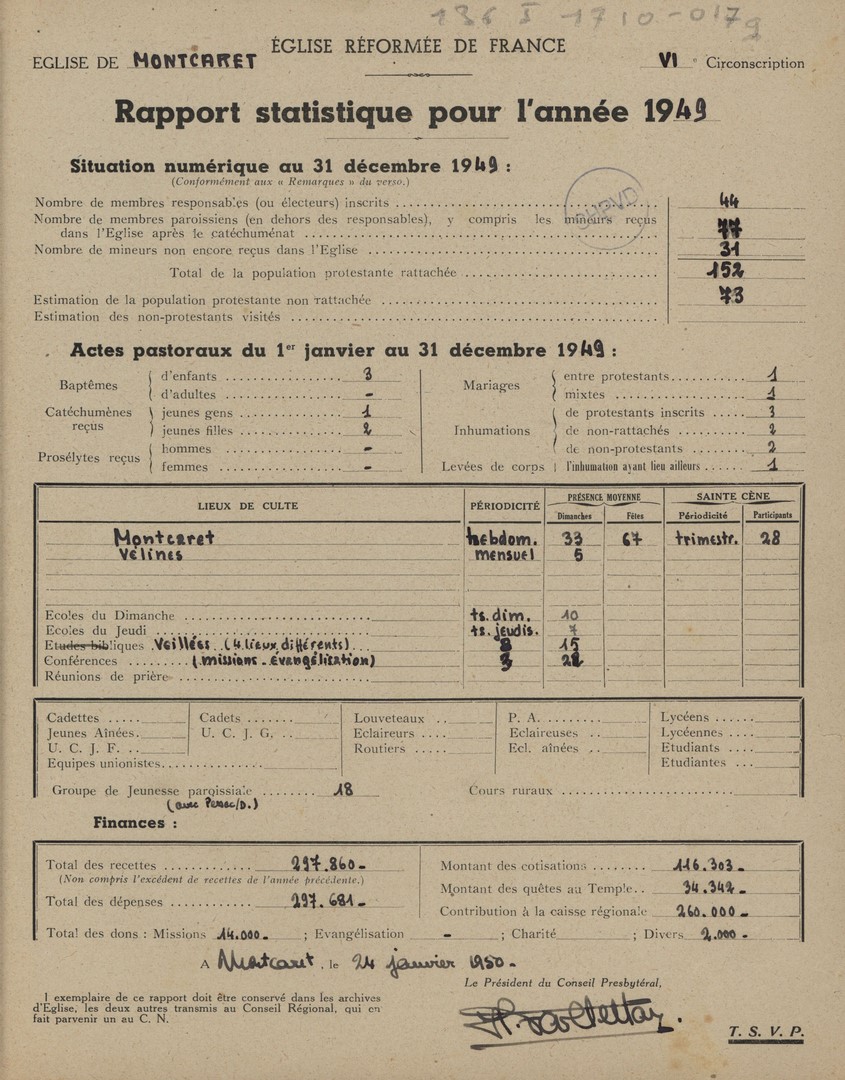 136 I 1710-017
9
ÉGLISE RÉFORMÉE DE FRANCE
EGLISE DE MONTCARET VIe Circonscription
Rapport statistique pour l'année 1949
Situation numérique au 31 décembre 1949 :
(Conformément aux « Remarques » du verso.)
Nombre de membres responsables (ou électeurs) inscrits 44
Nombre de membres paroissiens (en dehors des responsables), y compris les mineurs reçus
dans l'Eglise après le catéchuménat 77
Nombre de mineurs non encore reçus dans l'Eglise 31
Total de la population protestante rattachée 152
Estimation de la population protestante non rattachée 73
Estimation des non-protestants visités
Actes pastoraux du 1er janvier au 31 décembre 1949 :
Baptêmes
d'enfants 3
d'adultes -
Catéchumènes reçus
jeunes gens 1
jeunes filles 2
Prosélytes reçus
hommes -
femmes -
Mariages
entre protestants 1
mixtes 1
Inhumations
de protestants inscrits 3
de non-rattachés 2
de non-protestants 2
Levées de corps l'inhumation ayant lieu ailleurs 1
LIEUX DE CULTE PÉRIODICITÉ PRÉSENCE MOYENNE SAINTE CÈNE
Dimanches Fêtes Périodicité Participants
Montcaret hebdom. 33 67 trimestr. 28
Vélines mensuel 6
Ecoles du Dimanche ts. dim. 10
Ecoles du Jeudi ts. jeudis. 7
Etudes bibliques Veillées (4 lieux différents) 8 15
Conférences (missions - évangélisation) 3 28
Réunions de prière
Cadettes
Jeunes Aînées
U. C. J. F.
Equipes unionistes
Cadets
U. C. J. G.
Louveteaux
Eclaireurs
Routiers
P. A.
Eclaireuses
Ecl. aînées
Lycéens
Lycéennes
Etudiants
Etudiantes
Groupe de Jeunesse paroissiale 18 Cours ruraux
Finances :
Total des recettes 297.860-
(Non compris l'excédent de recettes de l'année précédente.)
Total des dépenses 297.681-
Montant des cotisations 116.303-
Montant des quêtes au Temple 34.342-
Contribution à la caisse régionale 260.000-
Total des dons : Missions 14.000- ; Evangélisation - ; Charité ; Divers 2.000-
A Montcaret, le 24 janvier 1950-
Le Président du Conseil Presbytéral,
1 exemplaire de ce rapport doit être conservé dans les archives
d'Eglise, les deux autres transmis au Conseil Régional, qui en
fait parvenir un au C. N.
T. S. V. P.